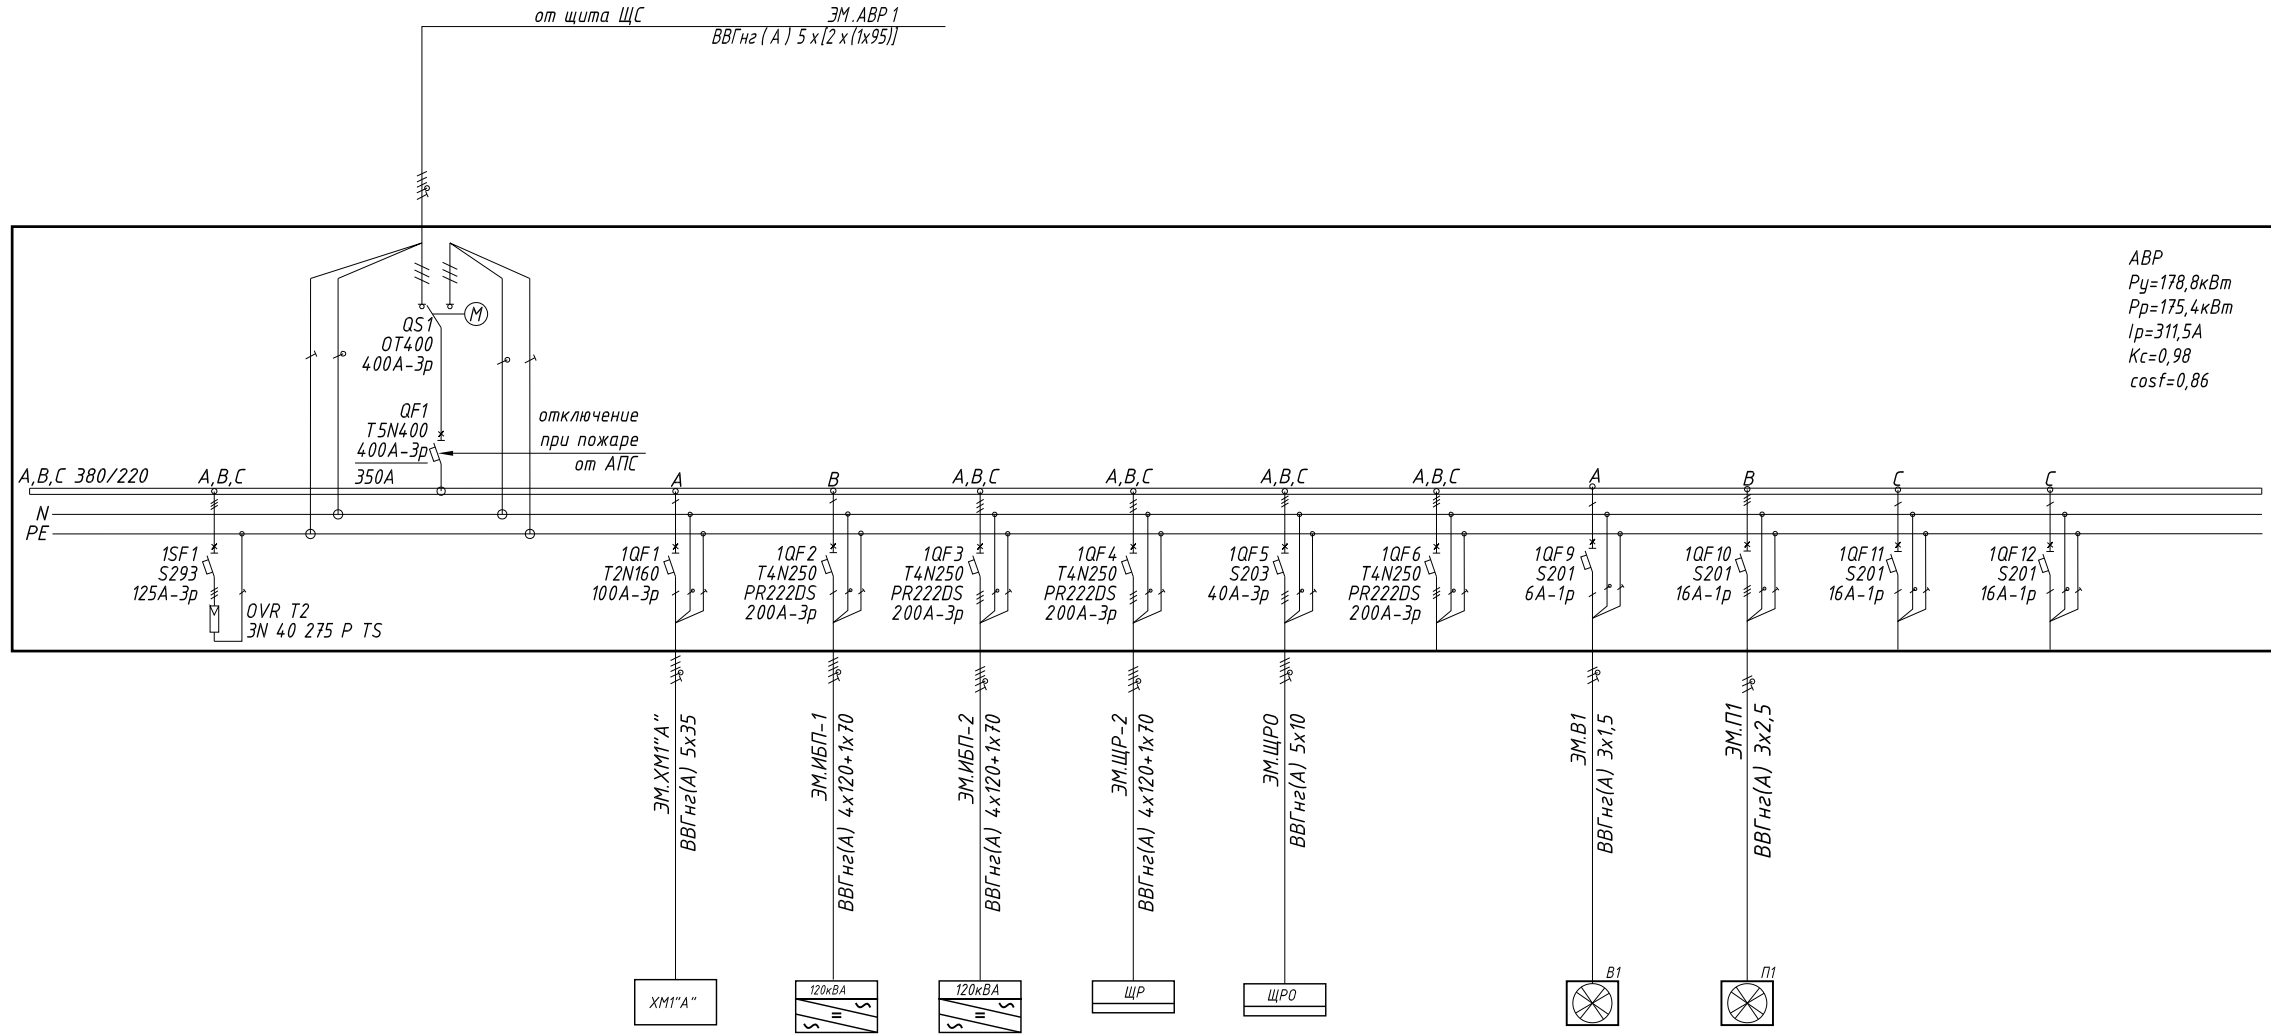 от щита ЩС ЭМ.АВР 1
ВВГнг ( А ) 5 х [2 х (1х95)]
АВР
Ру=178,8кВт
Рр=175,4кВт
Iр=311,5А
Кс=0,98
cosf=0,86
M
QS1
OT400
400А-3р
QF1
T5N400
400А-3р
350А
отключение
при пожаре
от АПС
А,В,С 380/220
А,В,С
А
В
А,В,С
А,В,С
А,В,С
А,В,С
А
В
С
С
N
PE
1SF1
S293
125А-3р
OVR T2
3N 40 275 P TS
1QF1
T2N160
100А-3р
1QF2
T4N250
PR222DS
200А-3р
1QF3
T4N250
PR222DS
200А-3р
1QF4
T4N250
PR222DS
200А-3р
1QF5
S203
40А-3р
1QF6
T4N250
PR222DS
200А-3р
1QF9
S201
6А-1р
1QF10
S201
16А-1р
1QF11
S201
16А-1р
1QF12
S201
16А-1р
ЭМ.ХМ1"А"
ВВГнг(А) 5х35
ЭМ.ИБП-1
ВВГнг(А) 4х120+1х70
ЭМ.ИБП-2
ВВГнг(А) 4х120+1х70
ЭМ.ЩР-2
ВВГнг(А) 4х120+1х70
ЭМ.ЩРО
ВВГнг(А) 5х10
ЭМ.В1
ВВГнг(А) 3х1,5
ЭМ.П1
ВВГнг(А) 3х2,5
ХМ1"А"
120кВА
120кВА
ЩР
ЩРО
В1
П1